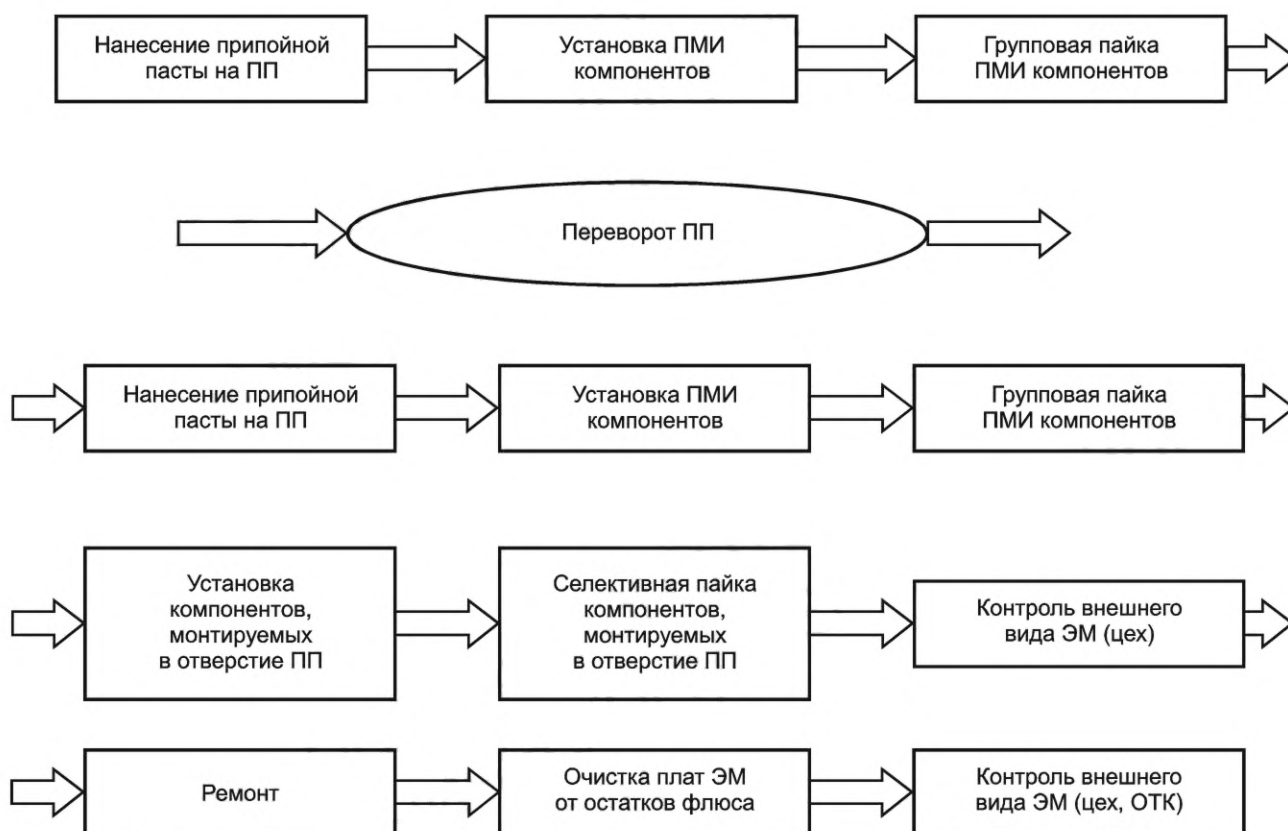 Нанесение припойной
пасты на ПП
Установка ПМИ
компонентов
Групповая пайка
ПМИ компонентов
Переворот ПП
Нанесение припойной
пасты на ПП
Установка ПМИ
компонентов
Групповая пайка
ПМИ компонентов
Установка
компонентов,
монтируемых
в отверстие ПП
Селективная пайка
компонентов,
монтируемых
в отверстие ПП
Контроль внешнего
вида ЭМ (цех)
Ремонт
Очистка плат ЭМ
от остатков флюса
Контроль внешнего
вида ЭМ (цех, ОТК)